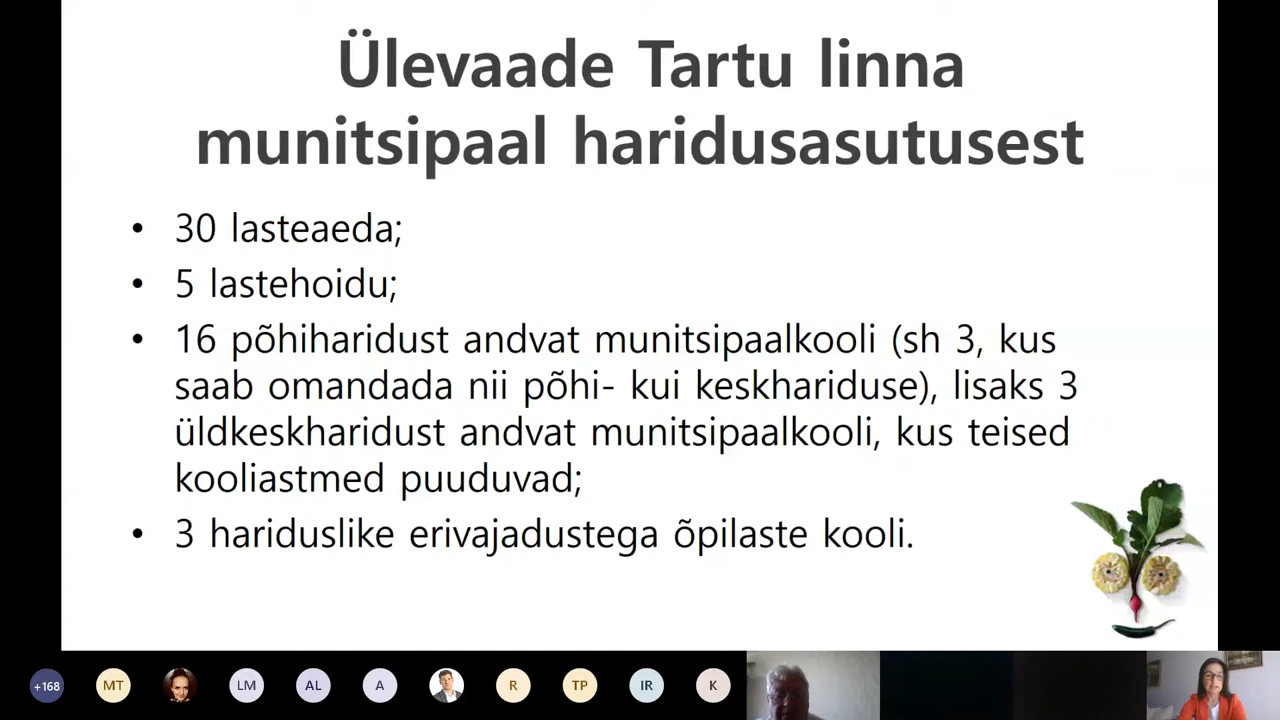 Ülevaade Tartu linna
munitsipaal haridusasutusest
• 30 lasteaeda;
• 5 lastehoidu;
• 16 põhiharidust andvat munitsipaalkooli (sh 3, kus
saab omandada nii põhi- kui keskhariduse), lisaks 3
üldkeskharidust andvat munitsipaalkooli, kus teised
kooliastmed puuduvad;
• 3 hariduslike erivajadustega õpilaste kooli.
+168 MT LM AL A R TP IR K